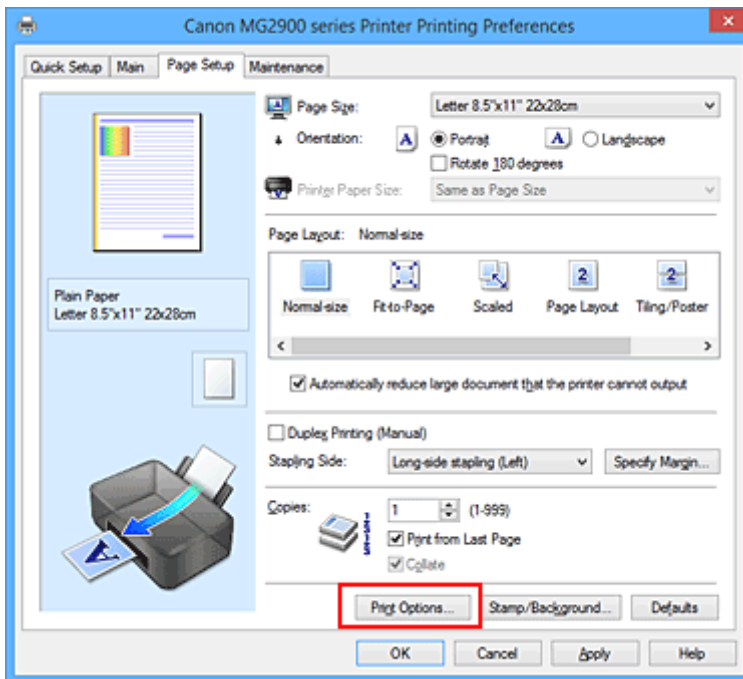 Canon MG2900 series Printer Printing Preferences
Quick Setup Main Page Setup Maintenance
Page Size: Letter 8.5"x11" 22x28cm
Orientation: A Portrait A Landscape
Rotate 180 degrees
Printer Paper Size: Same as Page Size
Page Layout: Normal-size
Normal-size Fit-to-Page Scaled Page Layout Tiling/Poster
Plain Paper
Letter 8.5"x11" 22x28cm
Automatically reduce large document that the printer cannot output
Duplex Printing (Manual)
Stapling Side: Long-side stapling (Left) Specify Margin...
Copies: 1 (1-999)
Print from Last Page
Collate
Print Options... Stamp/Background... Defaults
OK Cancel Apply Help